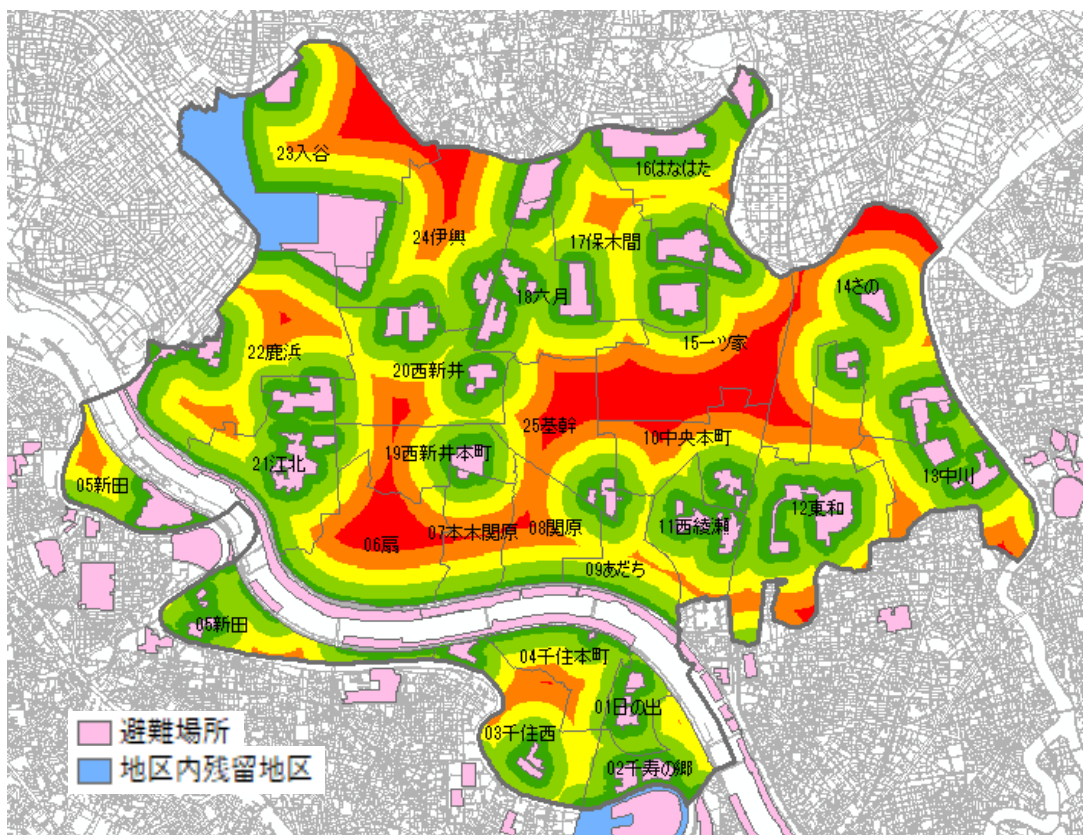 23入谷
16はなはた
24伊興
17保木間
14さの
18六月
15一ツ家
22鹿浜
20西新井
25基幹
10中央本町
19西新井本町
21江北
13中川
05新田
12東和
11西綾瀬
07本木関原
08関原
06扇
09あだち
05新田
04千住本町
01日の出
03千住西
02千寿の郷
避難場所
地区内残留地区